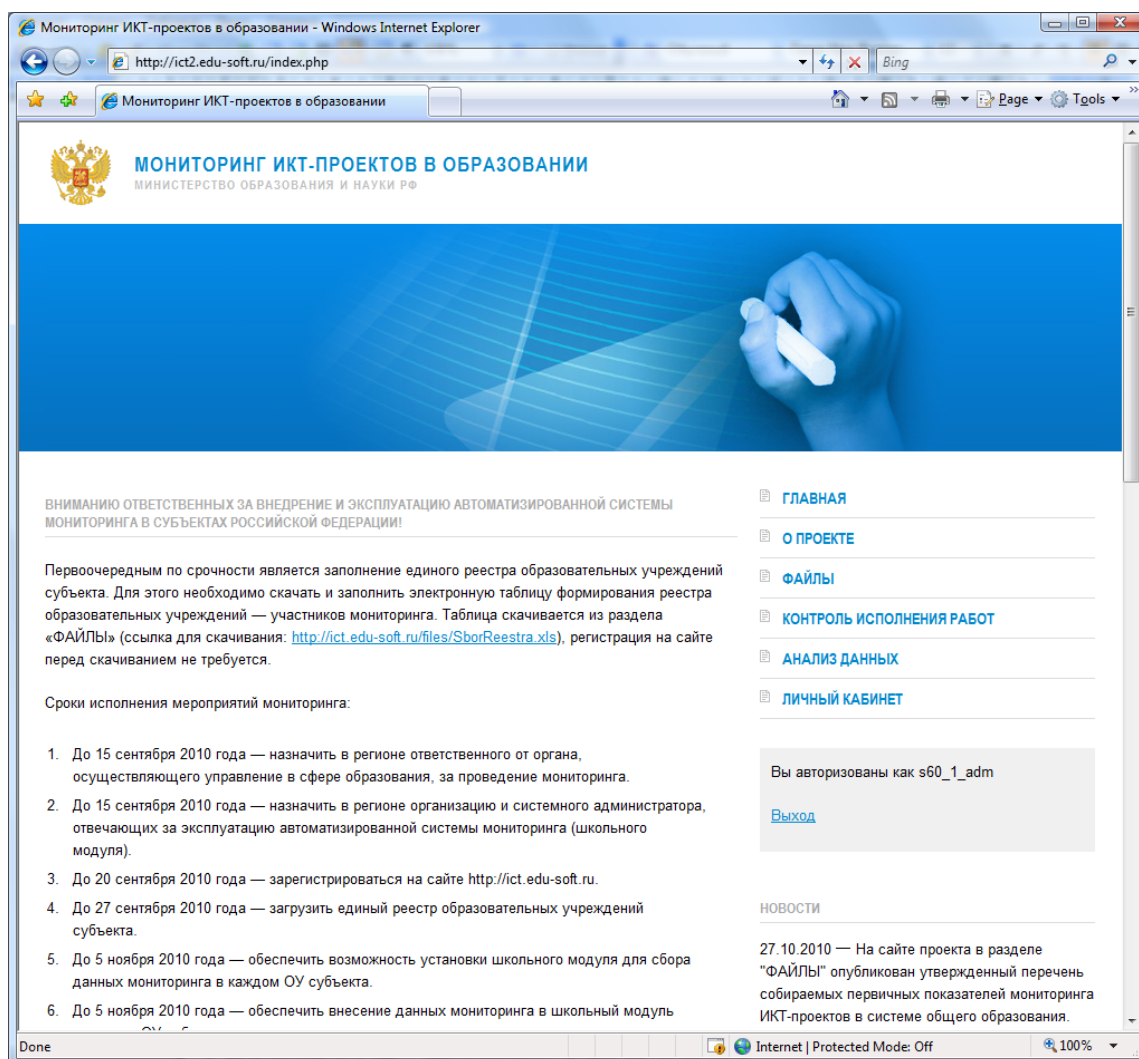 Мониторинг ИКТ-проектов в образовании - Windows Internet Explorer
http://ict2.edu-soft.ru/index.php
Bing
Мониторинг ИКТ-проектов в образовании
Page
Tools
МОНИТОРИНГ ИКТ-ПРОЕКТОВ В ОБРАЗОВАНИИ
МИНИСТЕРСТВО ОБРАЗОВАНИЯ И НАУКИ РФ
ВНИМАНИЮ ОТВЕТСТВЕННЫХ ЗА ВНЕДРЕНИЕ И ЭКСПЛУАТАЦИЮ АВТОМАТИЗИРОВАННОЙ СИСТЕМЫ
МОНИТОРИНГА В СУБЪЕКТАХ РОССИЙСКОЙ ФЕДЕРАЦИИ!
Первоочередным по срочности является заполнение единого реестра образовательных учреждений
субъекта. Для этого необходимо скачать и заполнить электронную таблицу формирования реестра
образовательных учреждений — участников мониторинга. Таблица скачивается из раздела
«ФАЙЛЫ» (ссылка для скачивания: http://ict.edu-soft.ru/files/SborReestra.xls), регистрация на сайте
перед скачиванием не требуется.
Сроки исполнения мероприятий мониторинга:
1. До 15 сентября 2010 года — назначить в регионе ответственного от органа,
осуществляющего управление в сфере образования, за проведение мониторинга.
2. До 15 сентября 2010 года — назначить в регионе организацию и системного администратора,
отвечающих за эксплуатацию автоматизированной системы мониторинга (школьного
модуля).
3. До 20 сентября 2010 года — зарегистрироваться на сайте http://ict.edu-soft.ru.
4. До 27 сентября 2010 года — загрузить единый реестр образовательных учреждений
субъекта.
5. До 5 ноября 2010 года — обеспечить возможность установки школьного модуля для сбора
данных мониторинга в каждом ОУ субъекта.
6. До 5 ноября 2010 года — обеспечить внесение данных мониторинга в школьный модуль
ГЛАВНАЯ
О ПРОЕКТЕ
ФАЙЛЫ
КОНТРОЛЬ ИСПОЛНЕНИЯ РАБОТ
АНАЛИЗ ДАННЫХ
ЛИЧНЫЙ КАБИНЕТ
Вы авторизованы как s60_1_adm
Выход
НОВОСТИ
27.10.2010 — На сайте проекта в разделе
"ФАЙЛЫ" опубликован утвержденный перечень
собираемых первичных показателей мониторинга
ИКТ-проектов в системе общего образования.
Done
Internet | Protected Mode: Off
100%